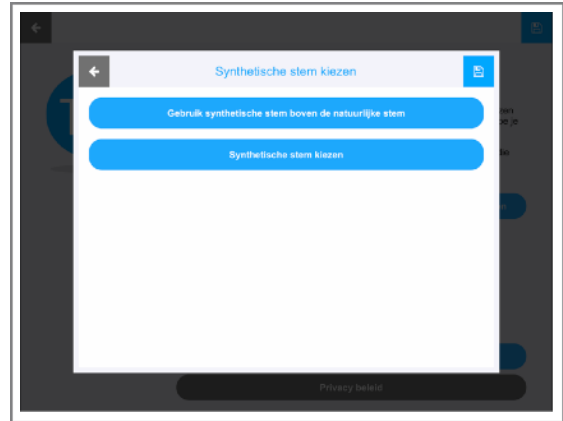 Synthetische stem kiezen
Gebruik synthetische stem boven de natuurlijke stem
Synthetische stem kiezen
Privacy beleid